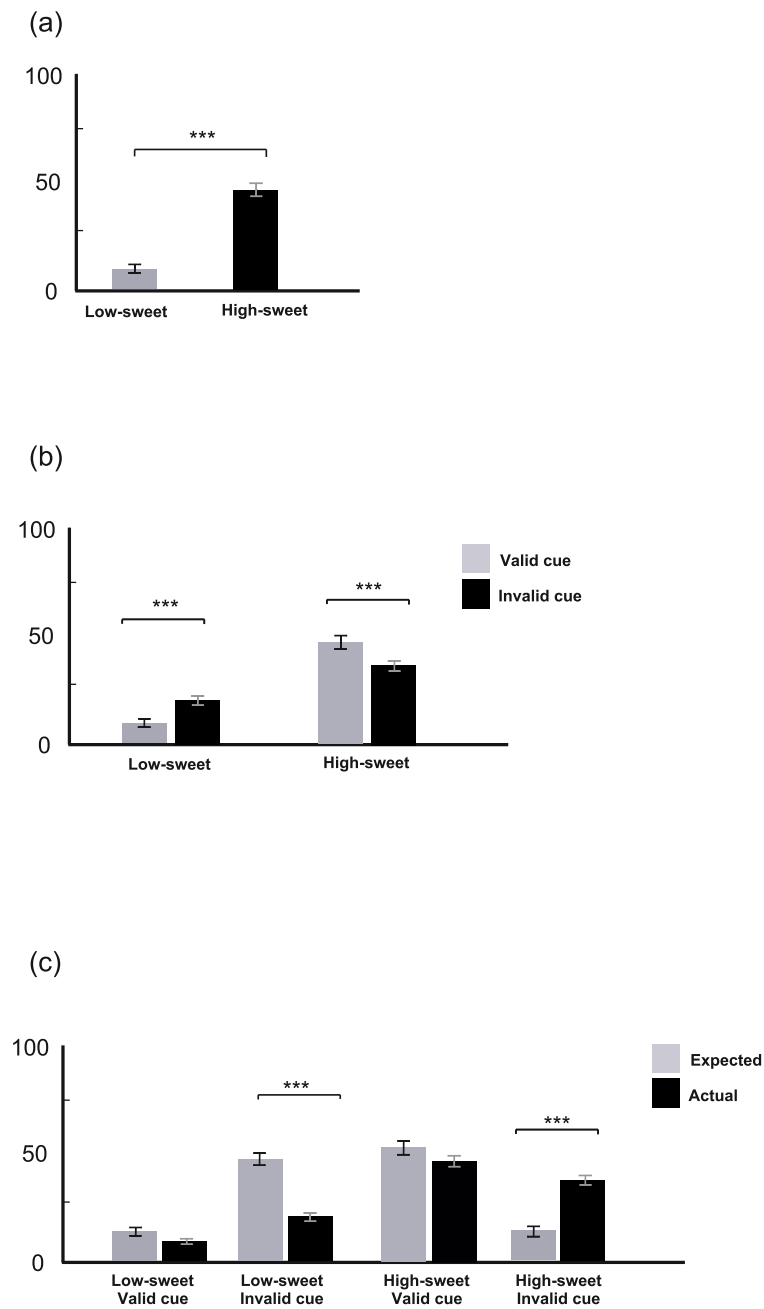 (a)
100
***
50
0
Low-sweet High-sweet
(b)
100
Valid cue
*** ***
Invalid cue
50
0
Low-sweet High-sweet
(c)
100
Expected
*** Actual
***
50
0
Low-sweet Low-sweet High-sweet High-sweet
Valid cue Invalid cue Valid cue Invalid cue